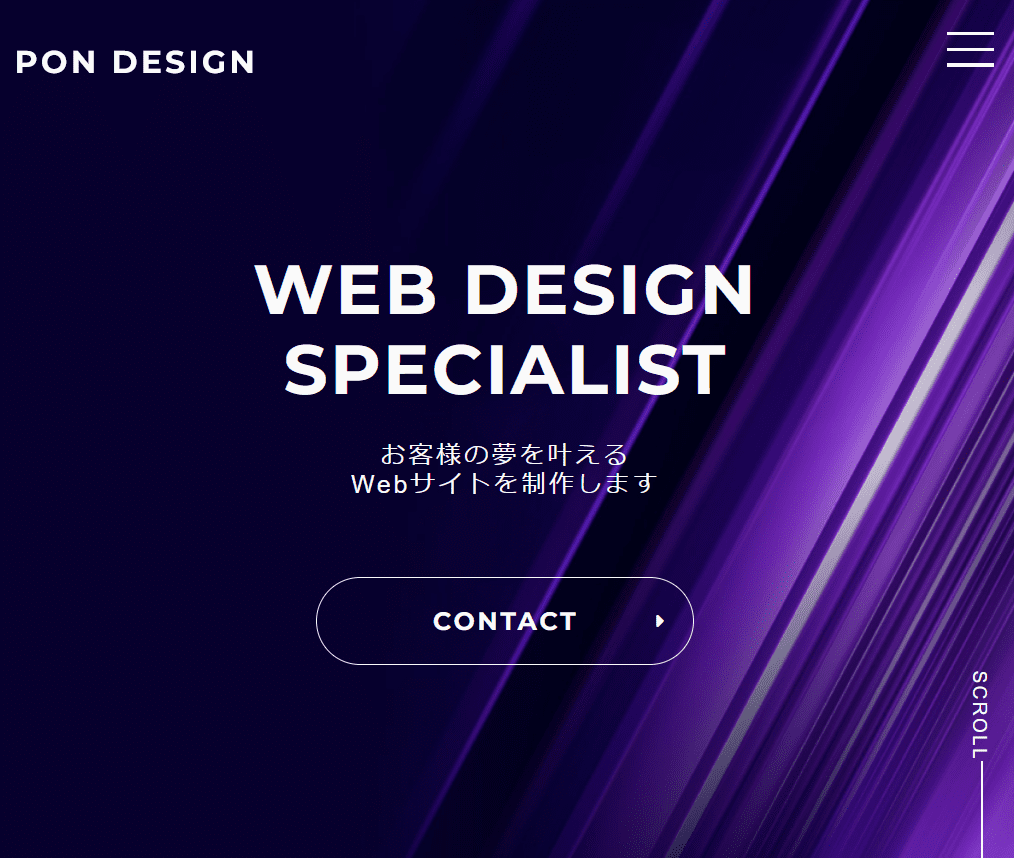 PON DESIGN
WEB DESIGN
SPECIALIST
お客様の夢を叶える
Webサイトを制作します
CONTACT
SCROLL